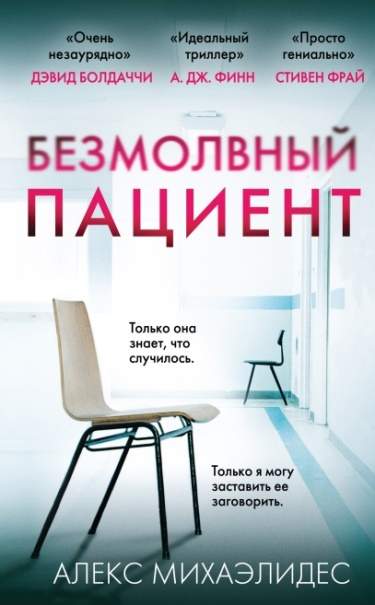 «Очень незаурядно»
ДЭВИД БОЛДАЧЧИ
«Идеальный триллер»
А. ДЖ. ФИНН
«Просто гениально»
СТИВЕН ФРАЙ
БЕЗМОЛВНЫЙ
ПАЦИЕНТ
Только она
знает, что
случилось.
Только я могу
заставить ее
заговорить.
АЛЕКС МИХАЭЛИДЕС